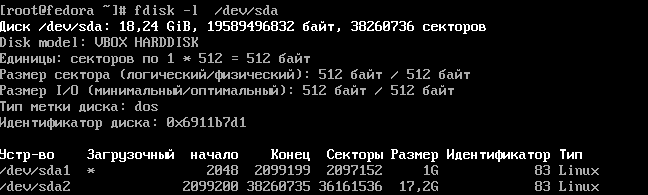 [root@fedora ~]# fdisk -l  /dev/sda
Диск /dev/sda: 18,24 GiB, 19589496832 байт, 38260736 секторов
Disk model: VBOX HARDDISK
Единицы: секторов по 1 * 512 = 512 байт
Размер сектора (логический/физический): 512 байт / 512 байт
Размер I/O (минимальный/оптимальный): 512 байт / 512 байт
Тип метки диска: dos
Идентификатор диска: 0x6911b7d1
Устр-во    Загрузочный  начало    Конец  Секторы Размер Идентификатор Тип
/dev/sda1  *              2048  2099199  2097152     1G            83 Linux
/dev/sda2              2099200 38260735 36161536  17,2G            83 Linux